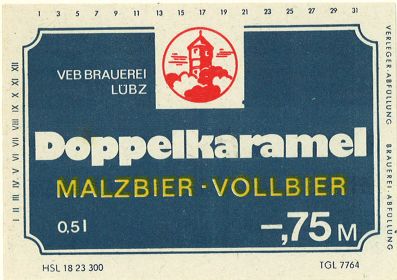 1 3 5 7 9 11 13 15 17 19 21 23 25 27 29 31
VEB BRAUEREI
LÜBZ
Doppelkaramel
MALZBIER · VOLLBIER
0,5 l
–,75 M
HSL 18 23 300
TGL 7764
I II III IV V VI VII VIII IX X XI XII
VERLEGER-ABFÜLLUNG
BRAUEREI-ABFÜLLUNG